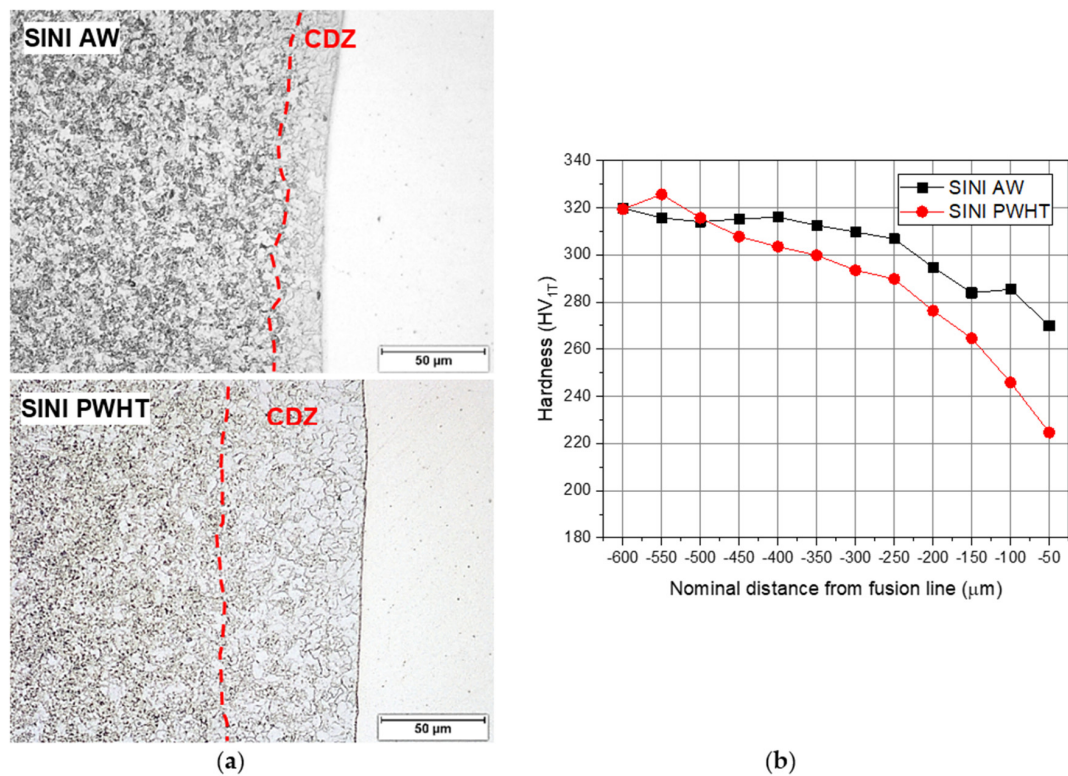 SINI AW
CDZ
50 μm
SINI PWHT
CDZ
50 μm
(a)
340
320
300
280
260
240
220
200
180
Hardness (HV1T)
SINI AW
SINI PWHT
-600 -550 -500 -450 -400 -350 -300 -250 -200 -150 -100 -50
Nominal distance from fusion line (μm)
(b)